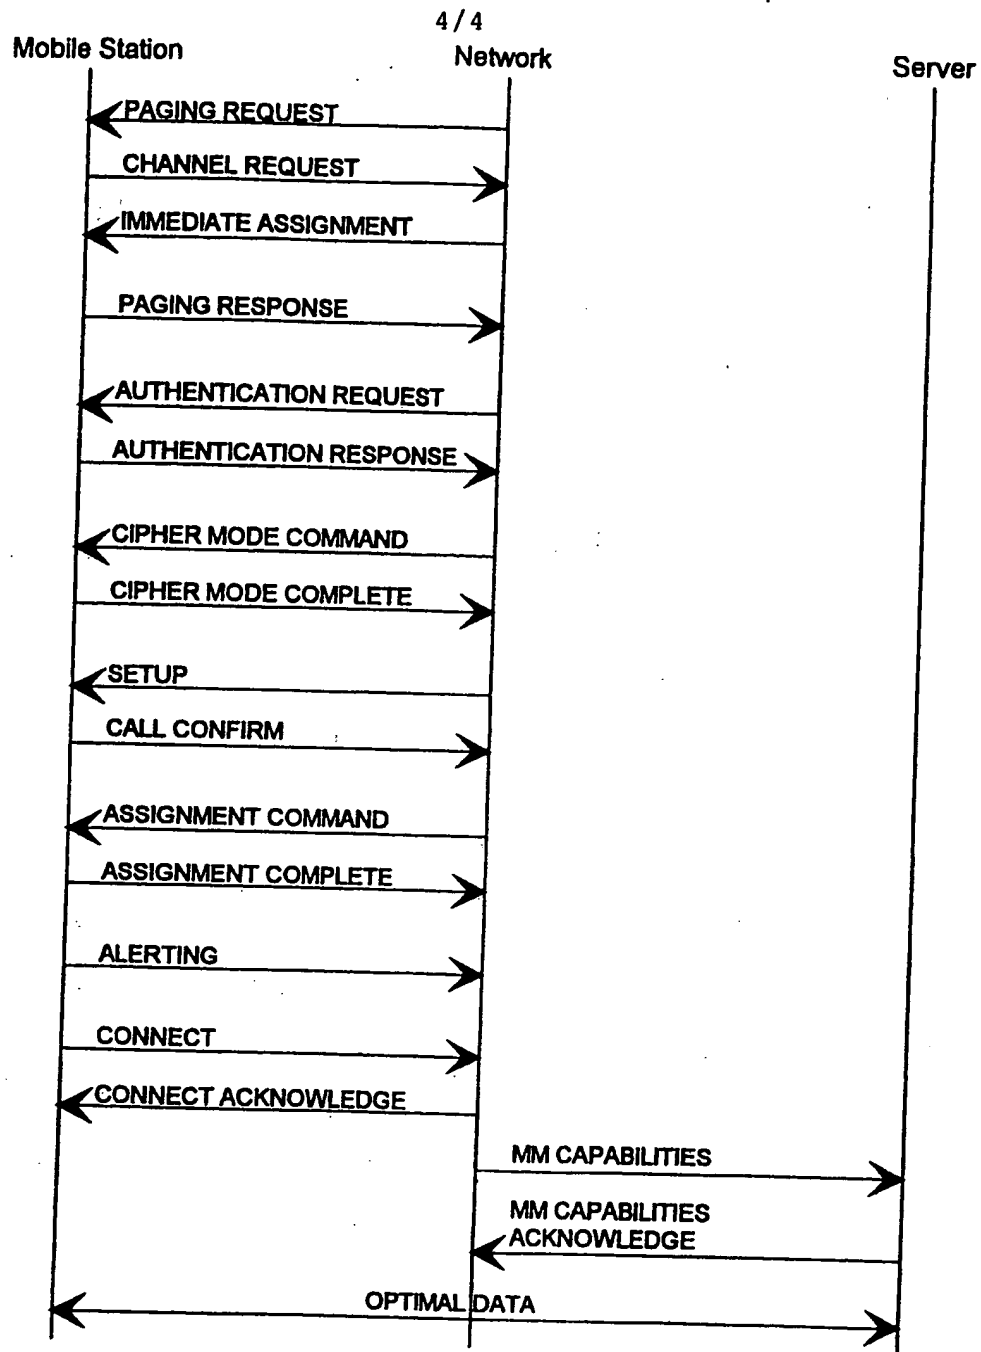 4/4
Mobile Station
Network
Server
PAGING REQUEST
CHANNEL REQUEST
IMMEDIATE ASSIGNMENT
PAGING RESPONSE
AUTHENTICATION REQUEST
AUTHENTICATION RESPONSE
CIPHER MODE COMMAND
CIPHER MODE COMPLETE
SETUP
CALL CONFIRM
ASSIGNMENT COMMAND
ASSIGNMENT COMPLETE
ALERTING
CONNECT
CONNECT ACKNOWLEDGE
MM CAPABILITIES
MM CAPABILITIES
ACKNOWLEDGE
OPTIMAL DATA